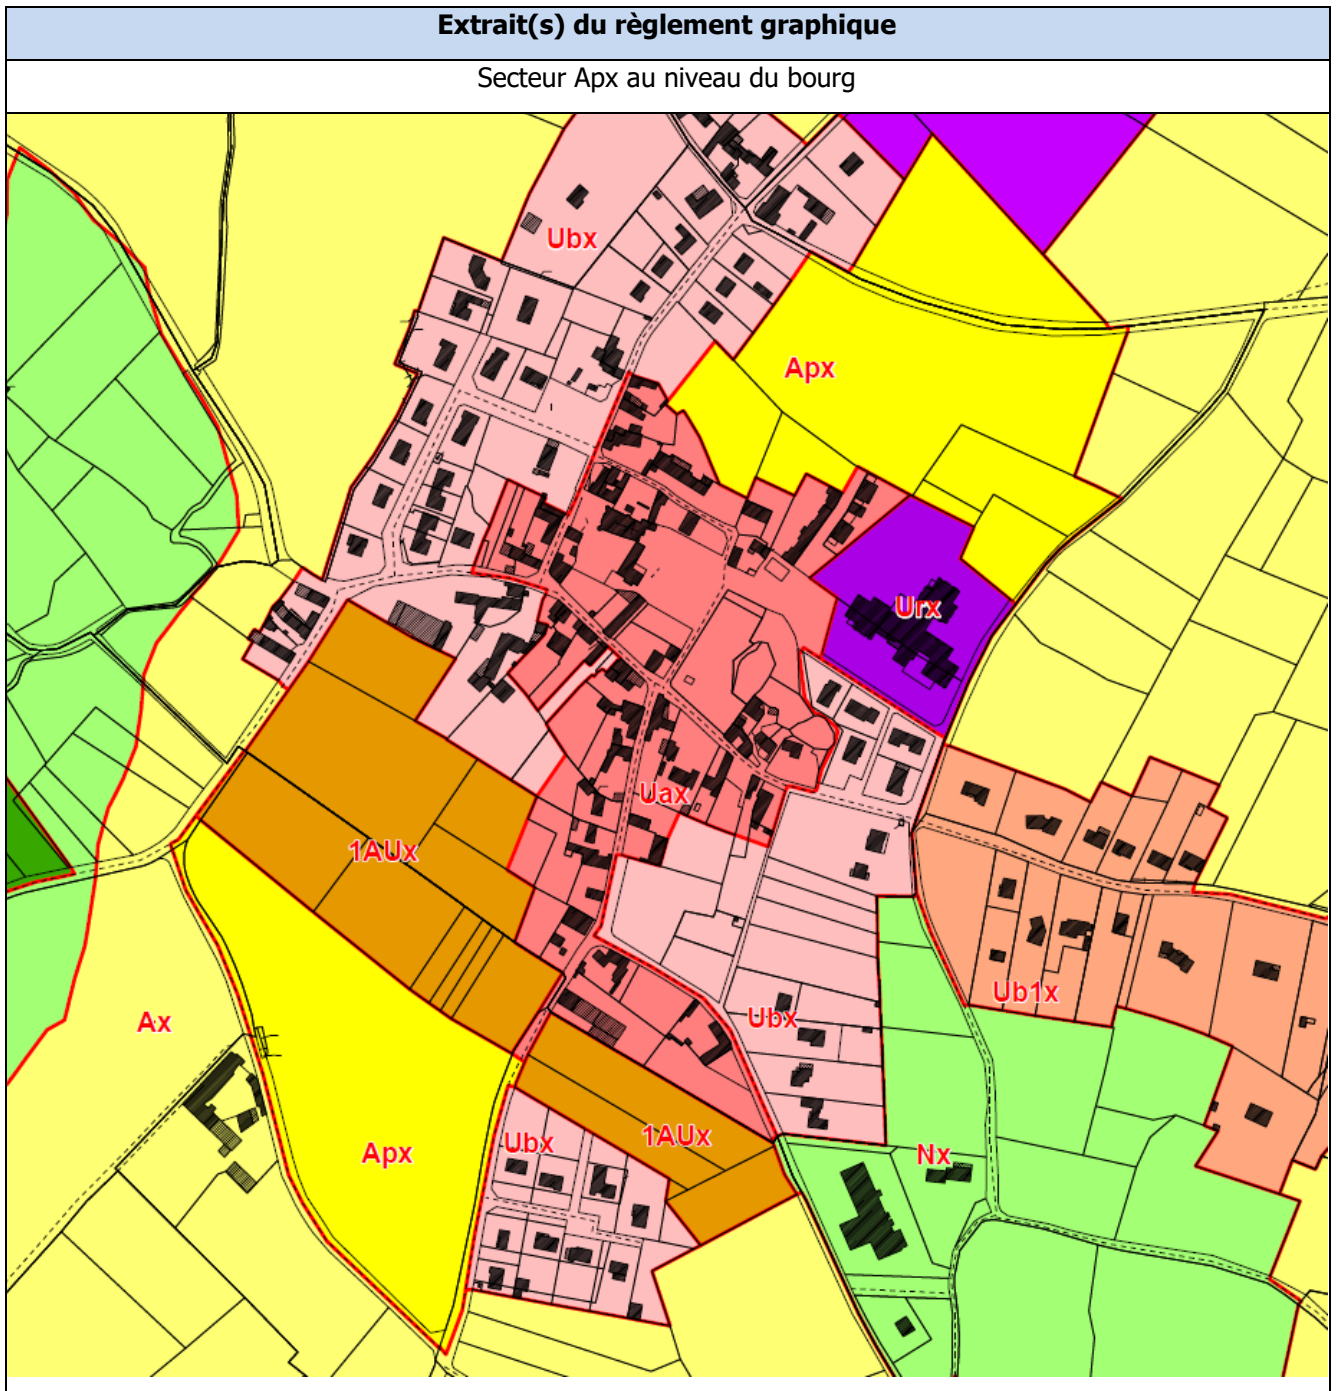 Extrait(s) du règlement graphique
Secteur Apx au niveau du bourg
Ubx
Apx
Urx
Uax
1AUx
Ub1x
Ax
Ubx
1AUx
Ubx
Apx
Nx